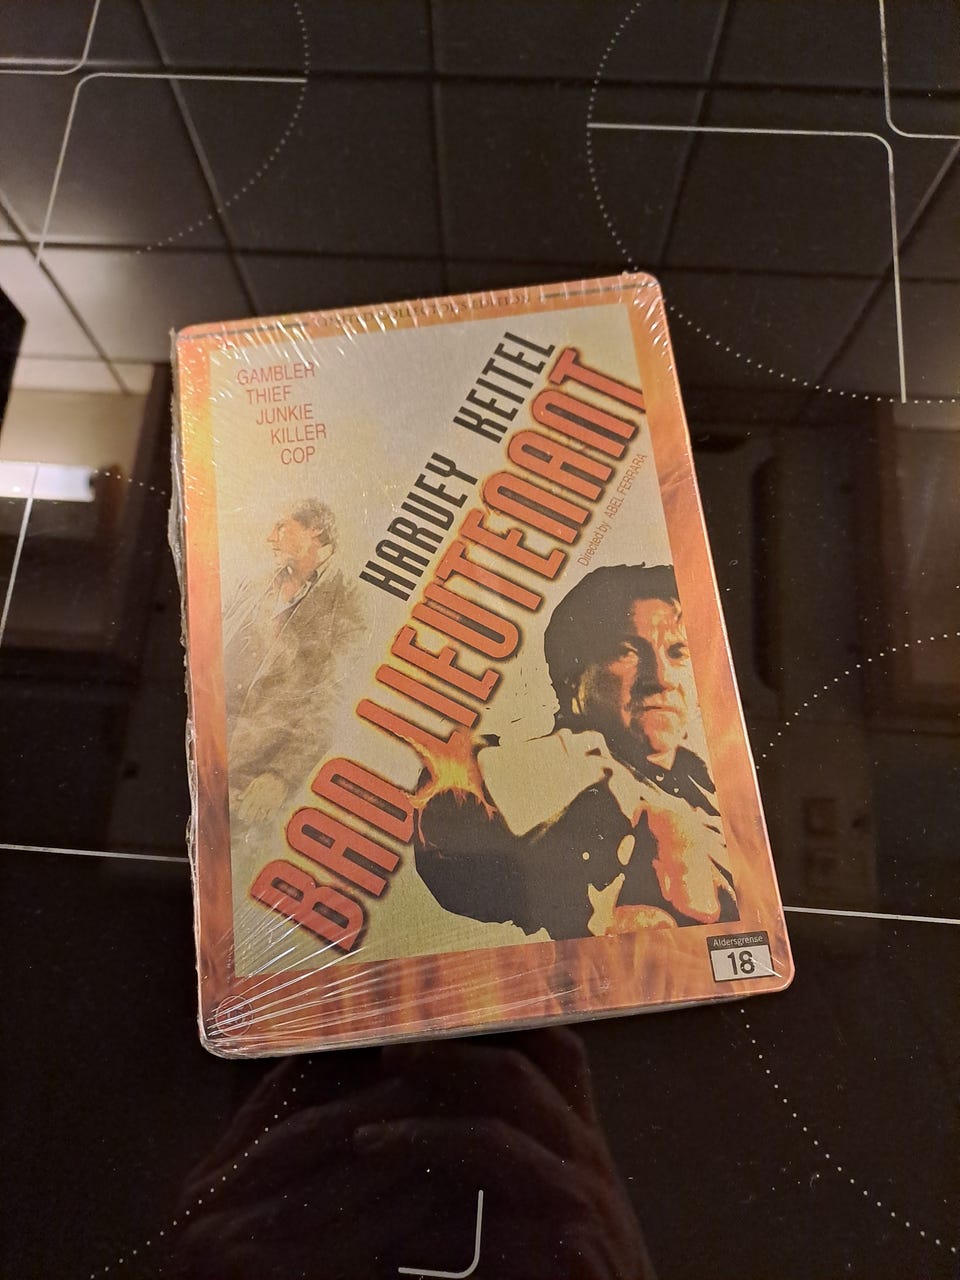 GAMBLER
THIEF
JUNKIE
KILLER
COP
HARVEY KEITEL
BAD LIEUTENANT
Directed by ABEL FERRARA
Aldersgrense
18